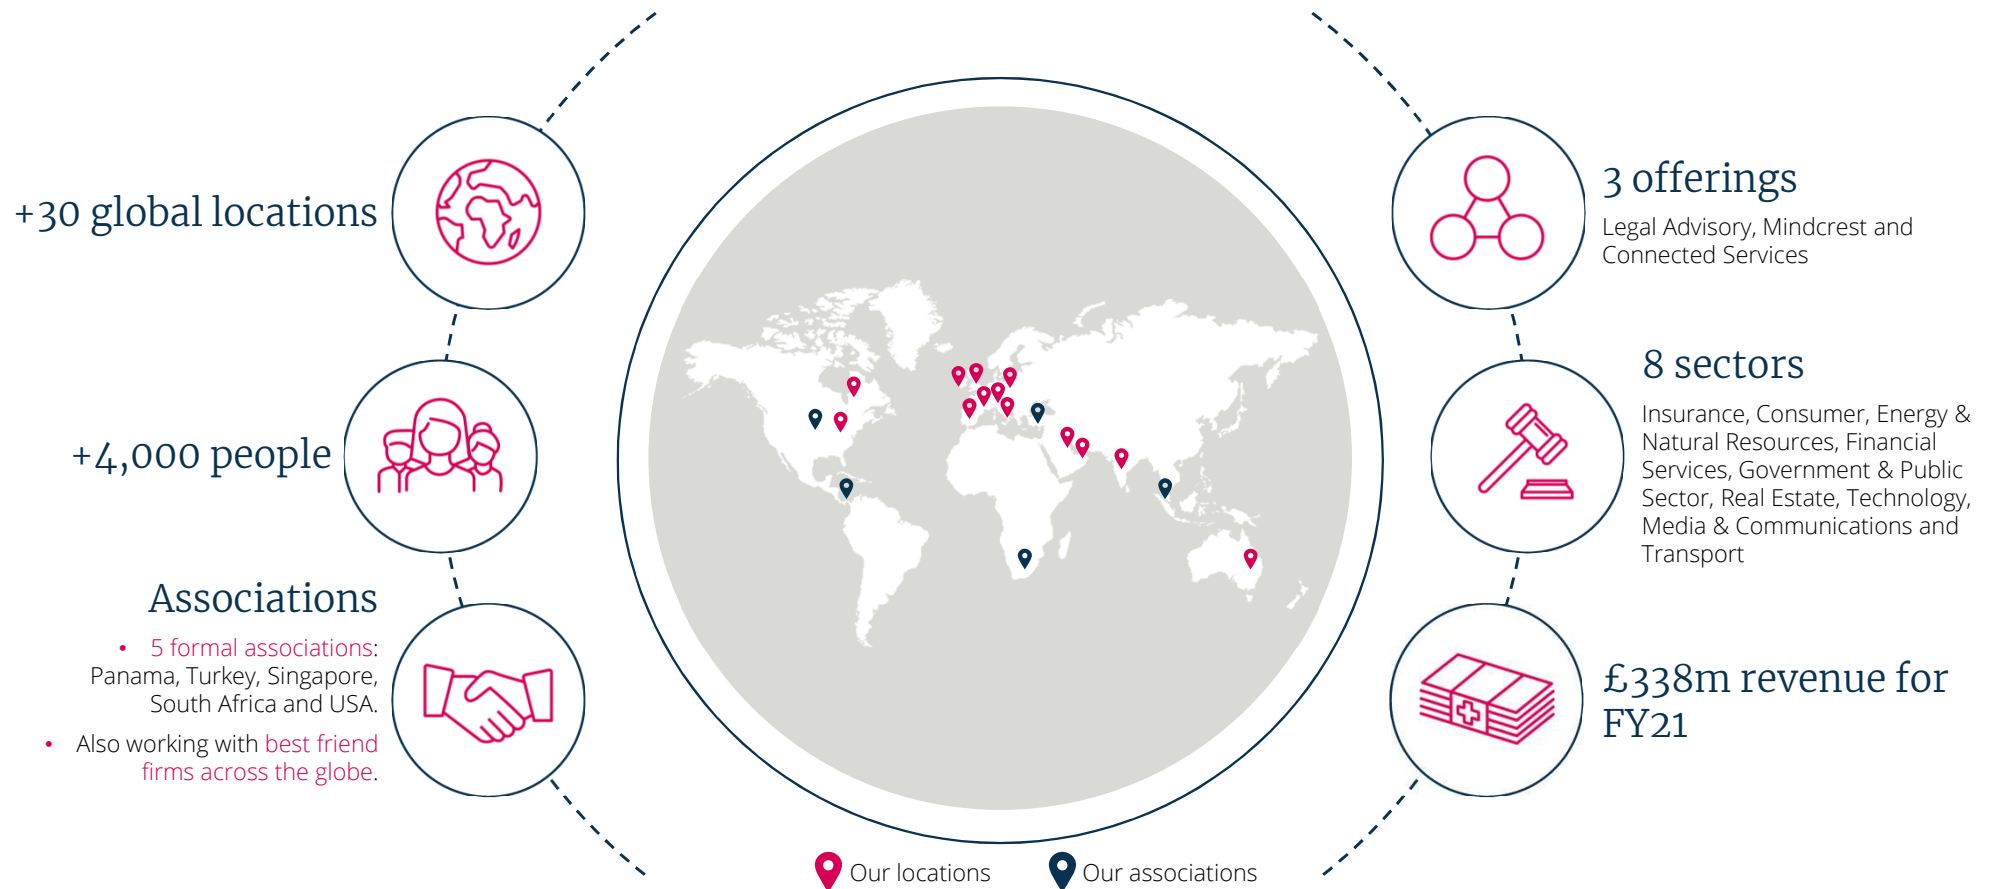 +30 global locations
+4,000 people
Associations
• 5 formal associations:
Panama, Turkey, Singapore,
South Africa and USA.
• Also working with best friend
firms across the globe.
3 offerings
Legal Advisory, Mindcrest and
Connected Services
8 sectors
Insurance, Consumer, Energy &
Natural Resources, Financial
Services, Government & Public
Sector, Real Estate, Technology,
Media & Communications and
Transport
£338m revenue for
FY21
Our locations
Our associations